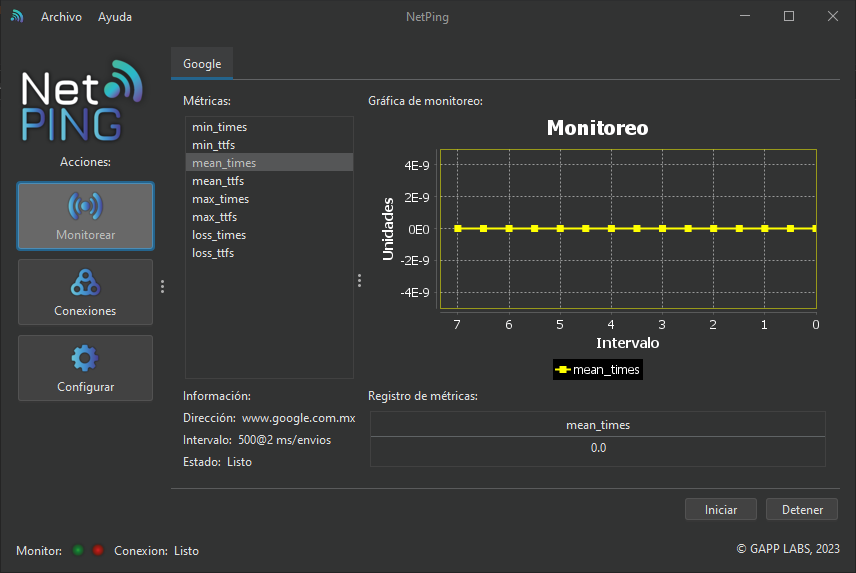 Archivo Ayuda NetPing
Net
PING
Acciones:
Monitorear
Conexiones
Configurar
Google
Métricas:
min_times
min_ttfs
mean_times
mean_ttfs
max_times
max_ttfs
loss_times
loss_ttfs
Gráfica de monitoreo:
Monitoreo
Unidades
4E-9
2E-9
0E0
-2E-9
-4E-9
7 6 5 4 3 2 1 0
Intervalo
mean_times
Información:
Dirección: www.google.com.mx
Intervalo: 500@2 ms/envios
Estado: Listo
Registro de métricas:
mean_times
0.0
Iniciar Detener
Monitor: Conexion: Listo
© GAPP LABS, 2023